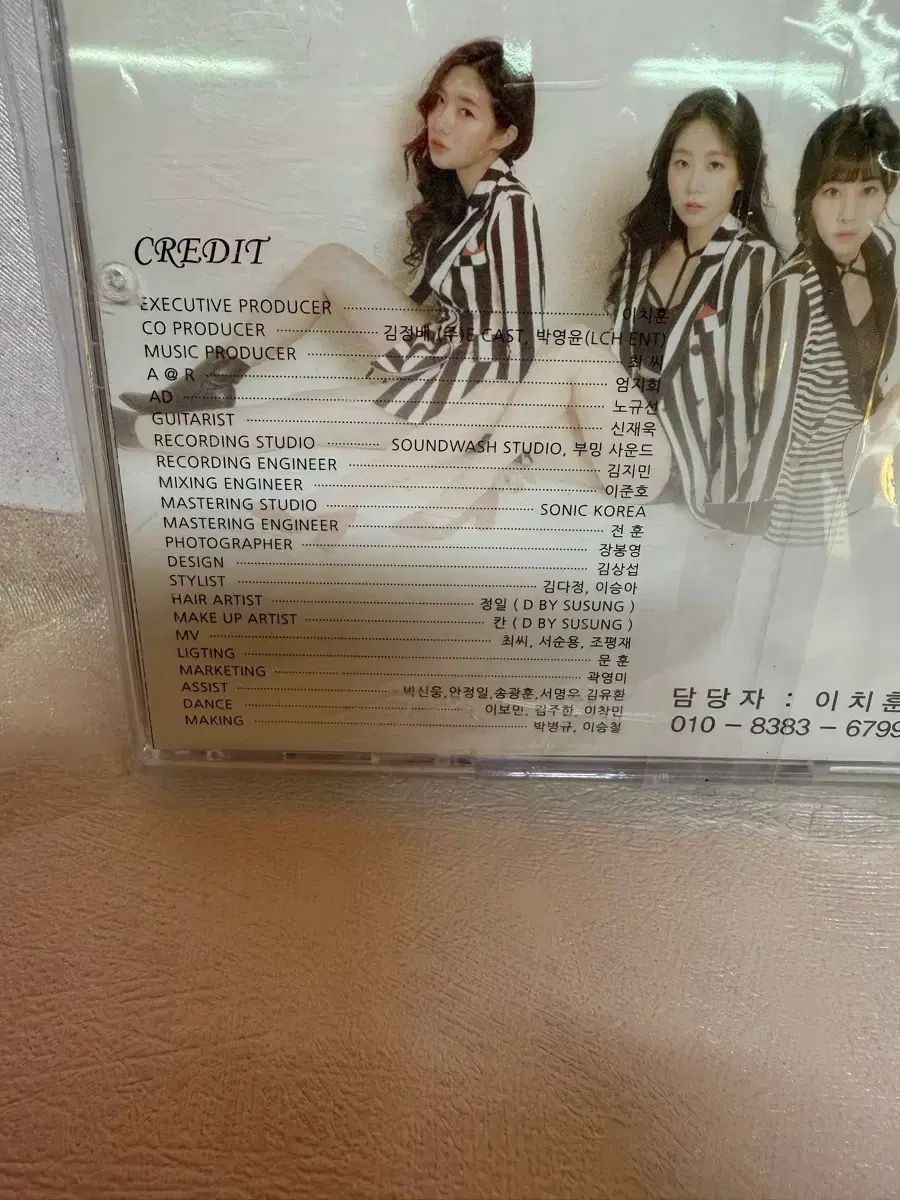 CREDIT
EXECUTIVE PRODUCER 이치훈
CO PRODUCER 김정배 (주)E CAST, 박영윤(LCH ENT)
MUSIC PRODUCER 최 씨
A @ R 엄지희
AD 노규선
GUITARIST 신재욱
RECORDING STUDIO SOUNDWASH STUDIO, 부밍 사운드
RECORDING ENGINEER 김지민
MIXING ENGINEER 이준호
MASTERING STUDIO SONIC KOREA
MASTERING ENGINEER 전 훈
PHOTOGRAPHER 장봉영
DESIGN 김상섭
STYLIST 김다정, 이승아
HAIR ARTIST 정일 ( D BY SUSUNG )
MAKE UP ARTIST 칸 ( D BY SUSUNG )
MV 최씨, 서순용, 조평재
LIGTING 문 훈
MARKETING 곽영미
ASSIST 박신웅,안정일,송광훈,서명우 김유환
DANCE 이보민, 김주한, 이창민
MAKING 박병규, 이승철
담 당 자 : 이 치 훈
010 - 8383 - 6799